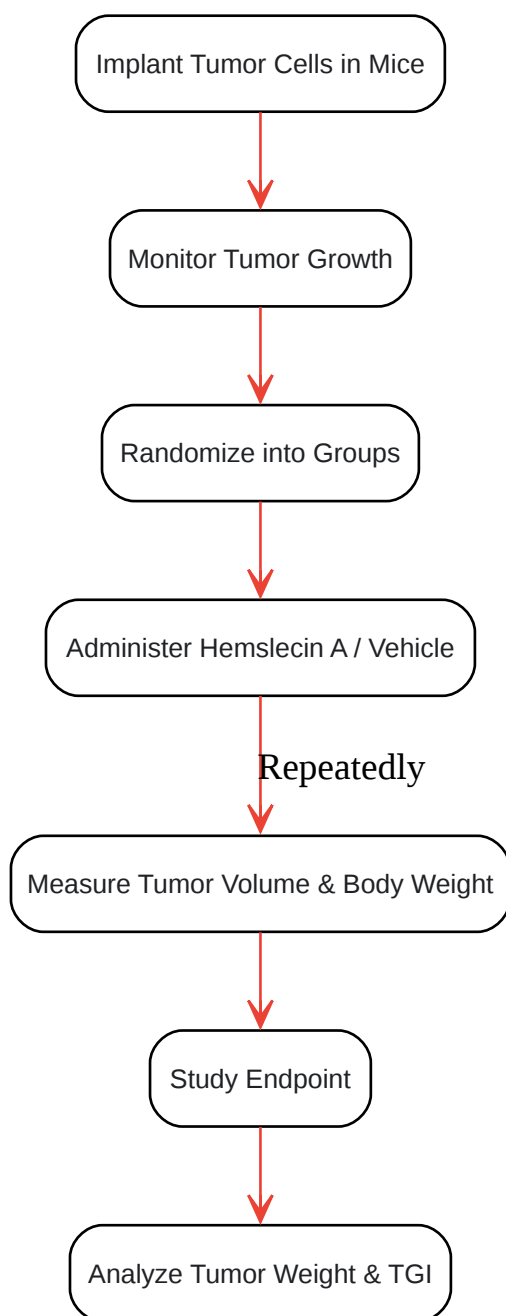 Implant Tumor Cells in Mice
Monitor Tumor Growth
Randomize into Groups
Administer Hemslecin A / Vehicle
Repeatedly
Measure Tumor Volume & Body Weight
Study Endpoint
Analyze Tumor Weight & TGI